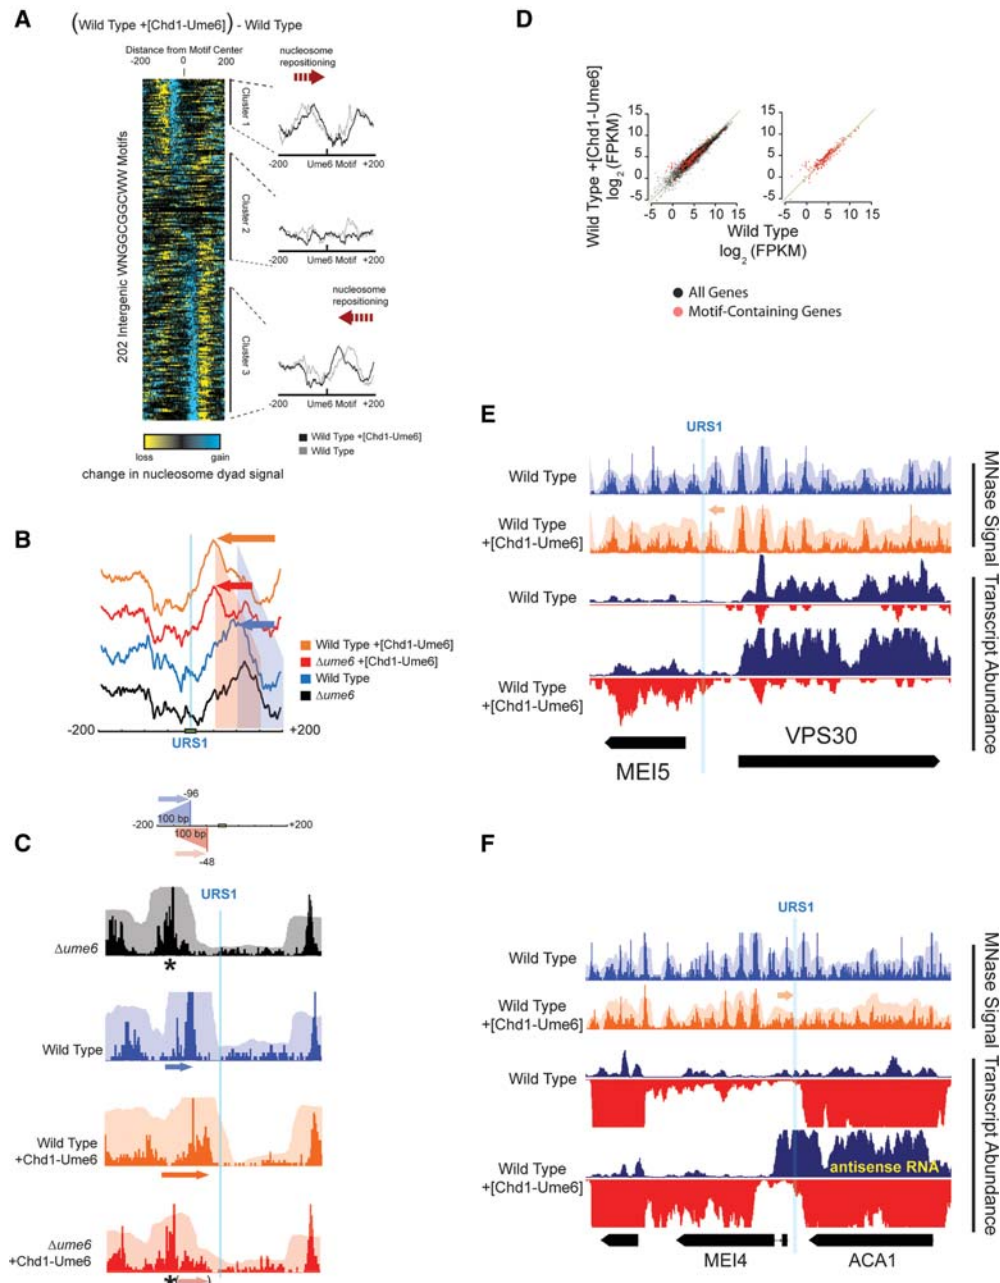 A
(Wild Type +[Chd1-Ume6]) - Wild Type
Distance from Motif Center
-200 0 200
202 Intergenic WNGGCGGCWW Motifs
Cluster 1
Cluster 2
Cluster 3
nucleosome
repositioning
-200 Ume6 Motif +200
-200 Ume6 Motif +200
nucleosome
repositioning
-200 Ume6 Motif +200
loss gain
change in nucleosome dyad signal
Wild Type +[Chd1-Ume6]
Wild Type
B
Wild Type +[Chd1-Ume6]
Δume6 +[Chd1-Ume6]
Wild Type
Δume6
-200 +200
URS1
-96
100 bp
-200 +200
100 bp
-48
C
URS1
Δume6
*
Wild Type
Wild Type
+Chd1-Ume6
Δume6
+Chd1-Ume6
*( )
D
Wild Type +[Chd1-Ume6]
log2 (FPKM)
15
10
5
0
-5
-5 0 5 10 15
15
10
5
0
-5
-5 0 5 10 15
Wild Type
log2 (FPKM)
All Genes
Motif-Containing Genes
E
URS1
Wild Type
Wild Type
+[Chd1-Ume6]
Wild Type
Wild Type
+[Chd1-Ume6]
MNase Signal
Transcript Abundance
MEI5
VPS30
F
URS1
Wild Type
Wild Type
+[Chd1-Ume6]
Wild Type
Wild Type
+[Chd1-Ume6]
antisense RNA
MNase Signal
Transcript Abundance
MEI4
ACA1